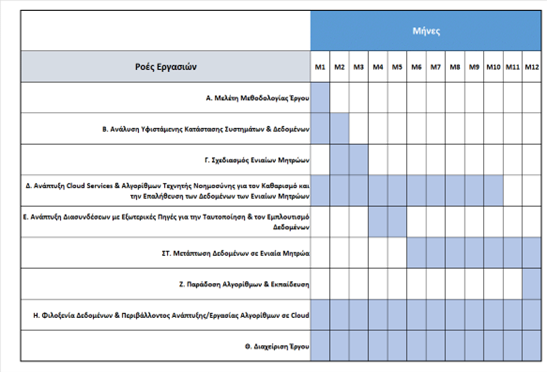 Μήνες
Ροές Εργασιών M1 M2 M3 M4 M5 M6 M7 M8 M9 M10 M11 M12
Α. Μελέτη Μεθοδολογίας Έργου
Β. Ανάλυση Υφιστάμενης Κατάστασης Συστημάτων & Δεδομένων
Γ. Σχεδιασμός Ενιαίων Μητρώων
Δ. Ανάπτυξη Cloud Services & Αλγορίθμων Τεχνητής Νοημοσύνης για τον Καθαρισμό και
την Επαλήθευση των Δεδομένων των Ενιαίων Μητρώων
Ε. Ανάπτυξη Διασυνδέσεων με Εξωτερικές Πηγές για την Ταυτοποίηση & τον Εμπλουτισμό
Δεδομένων
ΣΤ. Μετάπτωση Δεδομένων σε Ενιαία Μητρώα
Ζ. Παράδοση Αλγορίθμων & Εκπαίδευση
Η. Φιλοξενία Δεδομένων & Περιβάλλοντος Ανάπτυξης/Εργασίας Αλγορίθμων σε Cloud
Θ. Διαχείριση Έργου